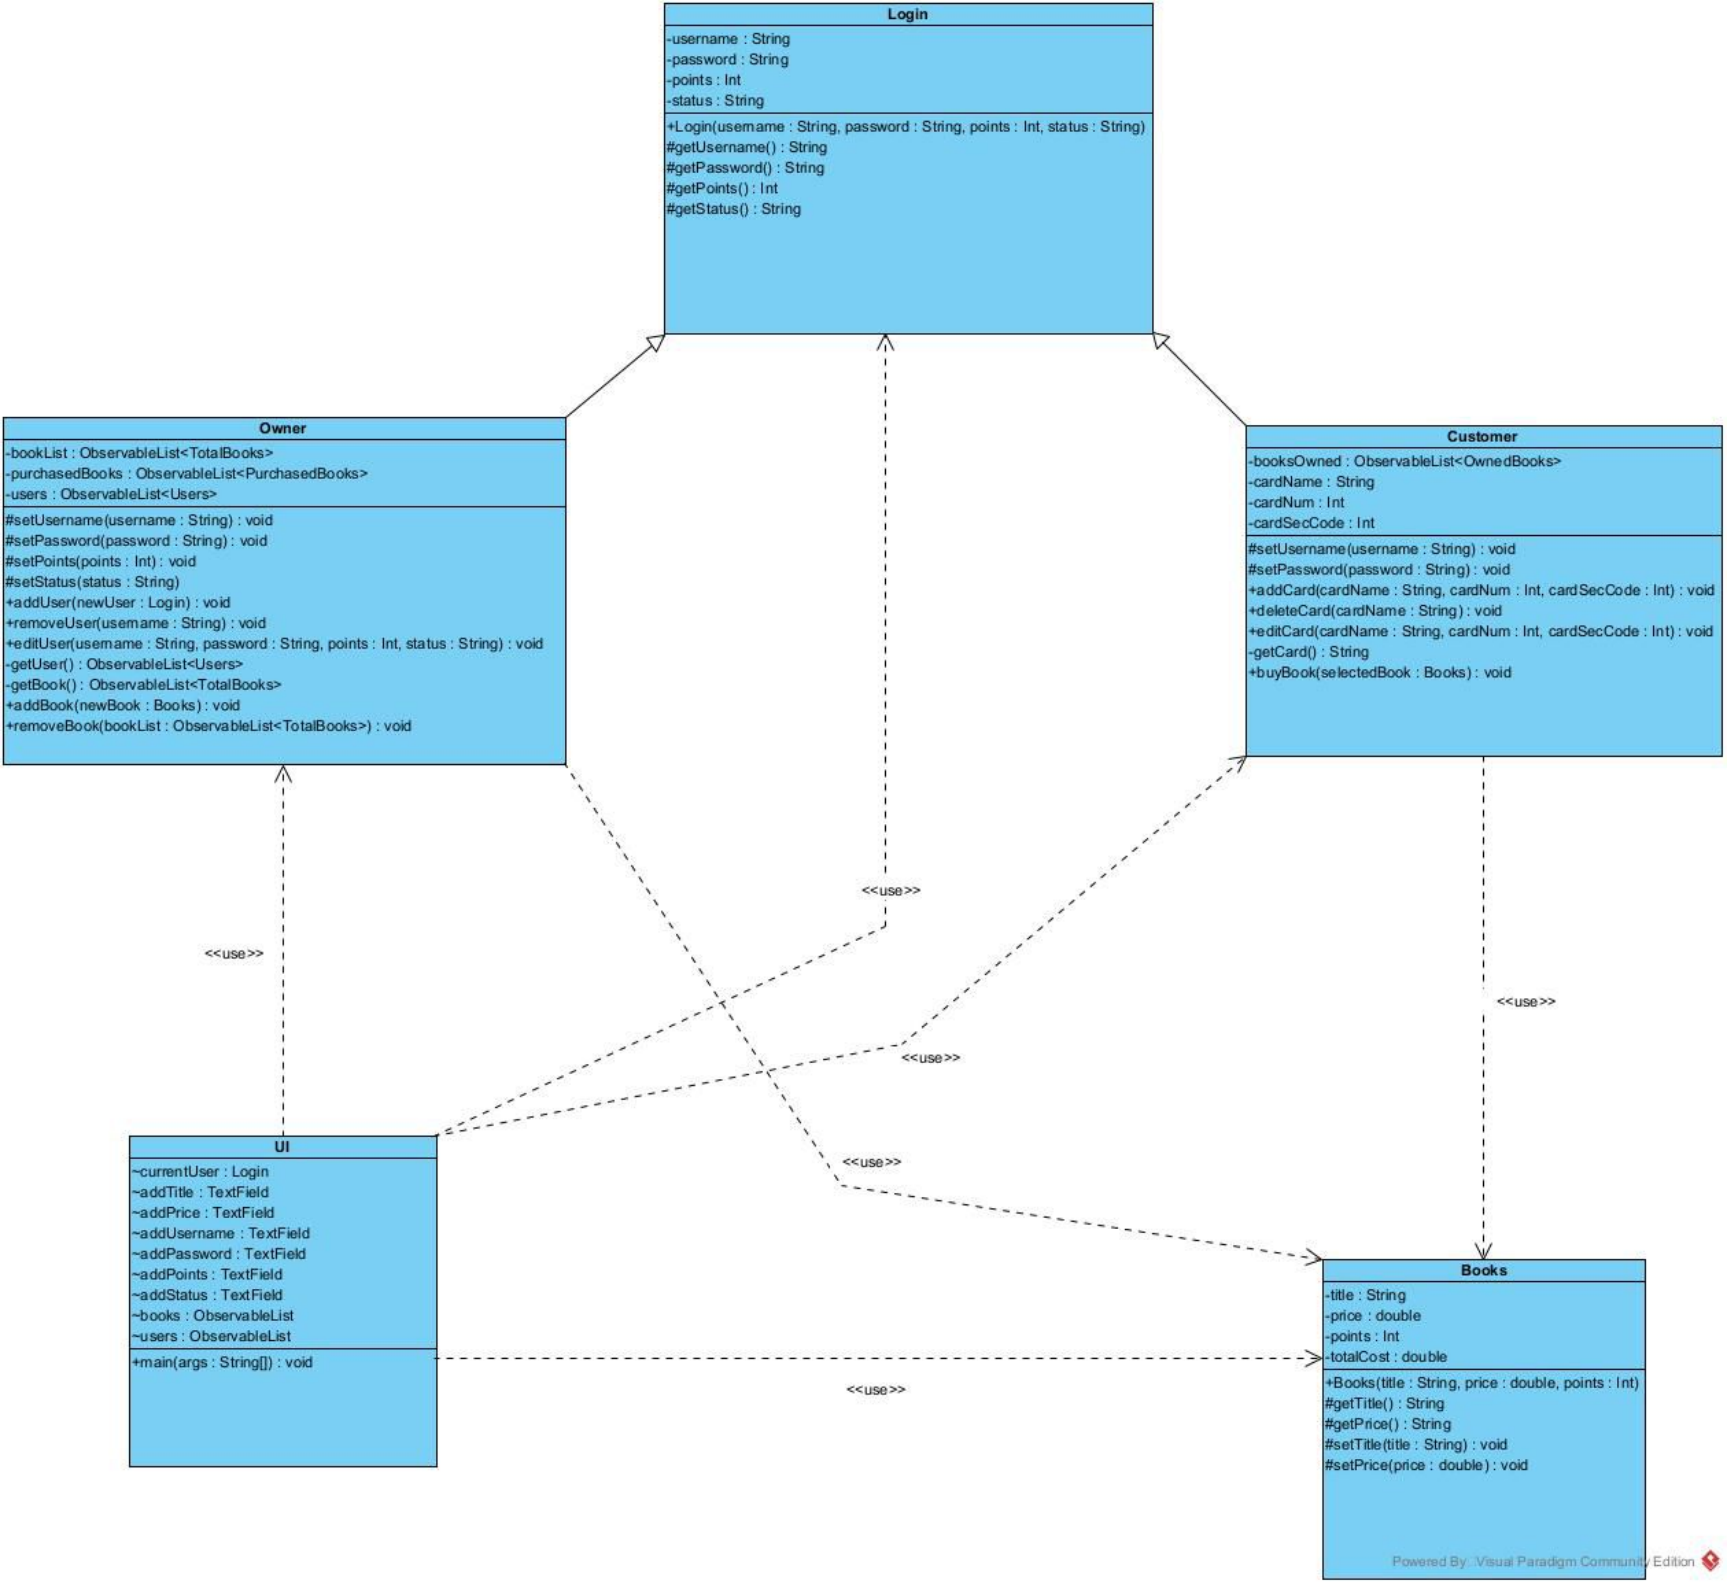 Login
-username : String
-password : String
-points : Int
-status : String
+Login(username : String, password : String, points : Int, status : String)
#getUsername() : String
#getPassword() : String
#getPoints() : Int
#getStatus() : String
Owner
-bookList : ObservableList<TotalBooks>
-purchasedBooks : ObservableList<PurchasedBooks>
-users : ObservableList<Users>
#setUsername(username : String) : void
#setPassword(password : String) : void
#setPoints(points : Int) : void
#setStatus(status : String)
+addUser(newUser : Login) : void
+removeUser(username : String) : void
+editUser(username : String, password : String, points : Int, status : String) : void
-getUser() : ObservableList<Users>
-getBook() : ObservableList<TotalBooks>
+addBook(newBook : Books) : void
+removeBook(bookList : ObservableList<TotalBooks>) : void
Customer
-booksOwned : ObservableList<OwnedBooks>
-cardName : String
-cardNum : Int
-cardSecCode : Int
#setUsername(username : String) : void
#setPassword(password : String) : void
+addCard(cardName : String, cardNum : Int, cardSecCode : Int) : void
+deleteCard(cardName : String) : void
+editCard(cardName : String, cardNum : Int, cardSecCode : Int) : void
-getCard() : String
+buyBook(selectedBook : Books) : void
<<use>>
<<use>>
<<use>>
<<use>>
<<use>>
UI
~currentUser : Login
~addTitle : TextField
~addPrice : TextField
~addUsername : TextField
~addPassword : TextField
~addPoints : TextField
~addStatus : TextField
~books : ObservableList
~users : ObservableList
+main(args : String[]) : void
<<use>>
Books
-title : String
-price : double
-points : Int
-totalCost : double
+Books(title : String, price : double, points : Int)
#getTitle() : String
#getPrice() : String
#setTitle(title : String) : void
#setPrice(price : double) : void
Powered By Visual Paradigm Community Edition